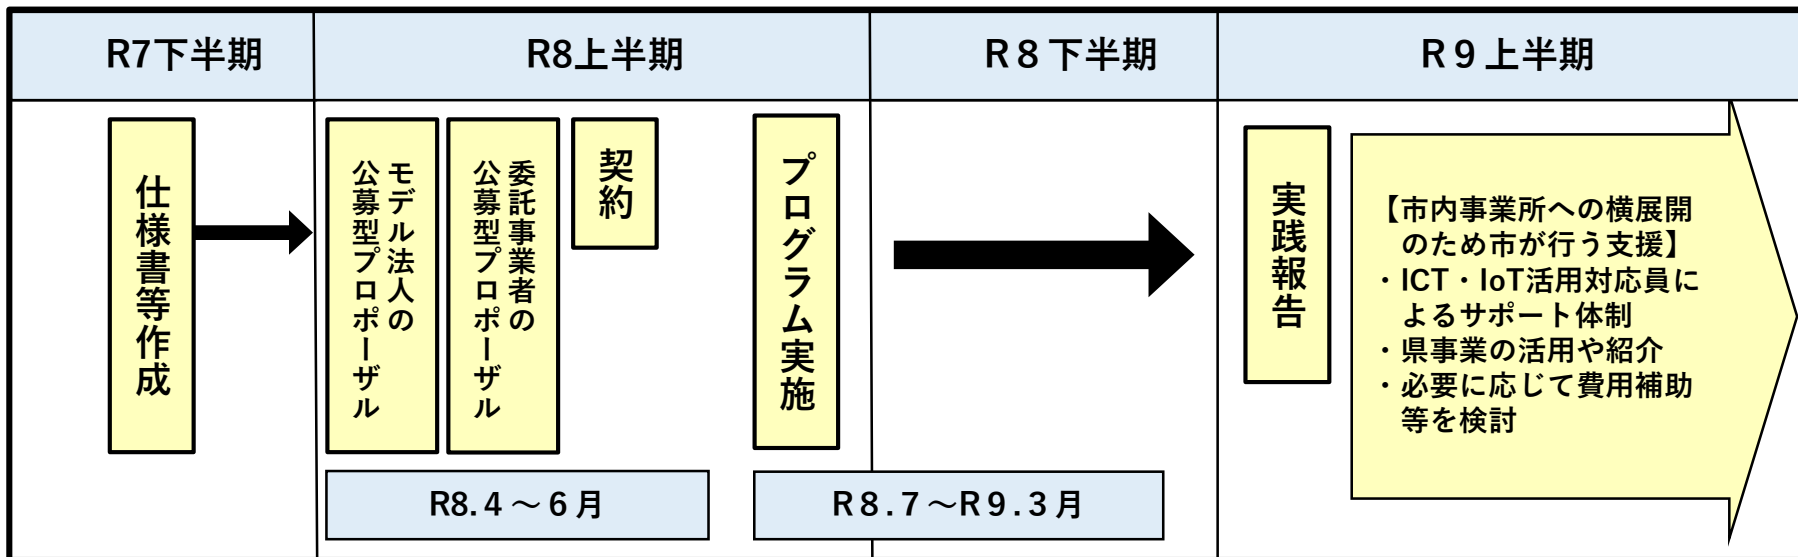 R7下半期
R8上半期
R8下半期
R9上半期
仕様書等作成
モデル法人の
公募型プロポーザル
委託事業者の
公募型プロポーザル
契約
プログラム実施
実践報告
【市内事業所への横展開
のため市が行う支援】
・ICT・IoT活用対応員に
よるサポート体制
・県事業の活用や紹介
・必要に応じて費用補助
等を検討
R8.4～6月
R8.7～R9.3月